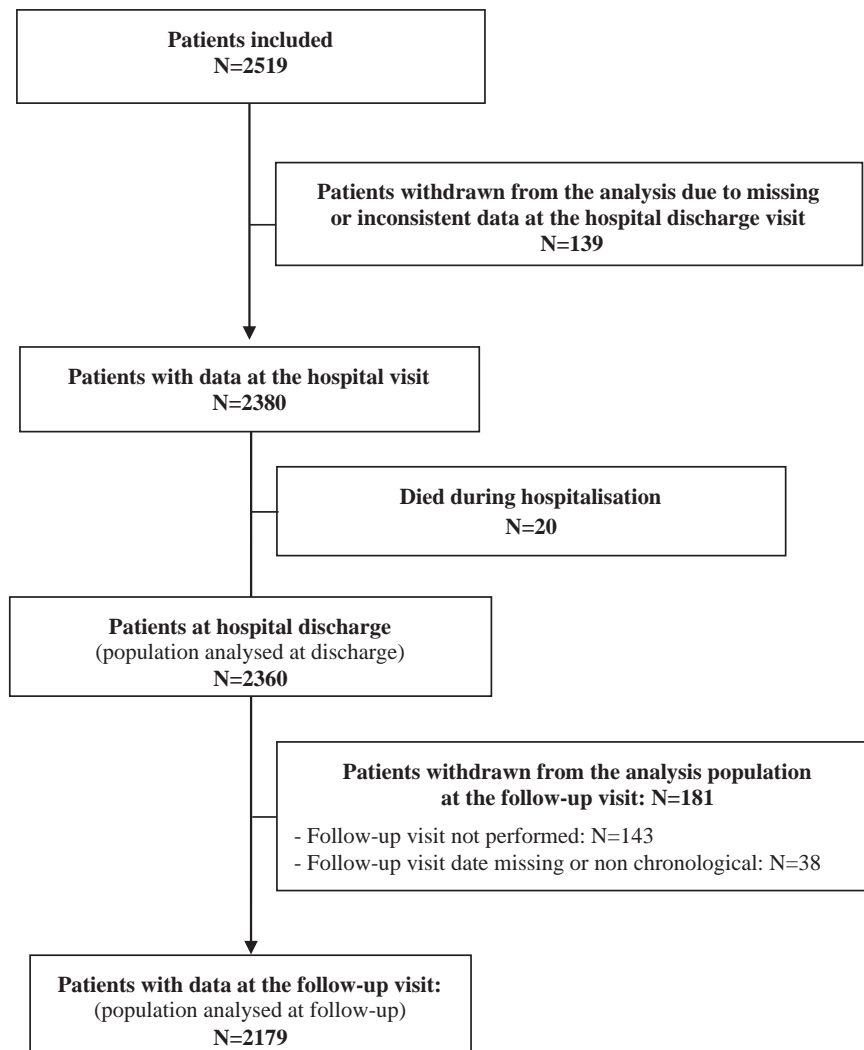 Patients included
N=2519
Patients withdrawn from the analysis due to missing
or inconsistent data at the hospital discharge visit
N=139
Patients with data at the hospital visit
N=2380
Died during hospitalisation
N=20
Patients at hospital discharge
(population analysed at discharge)
N=2360
Patients withdrawn from the analysis population
at the follow-up visit: N=181
- Follow-up visit not performed: N=143
- Follow-up visit date missing or non chronological: N=38
Patients with data at the follow-up visit:
(population analysed at follow-up)
N=2179